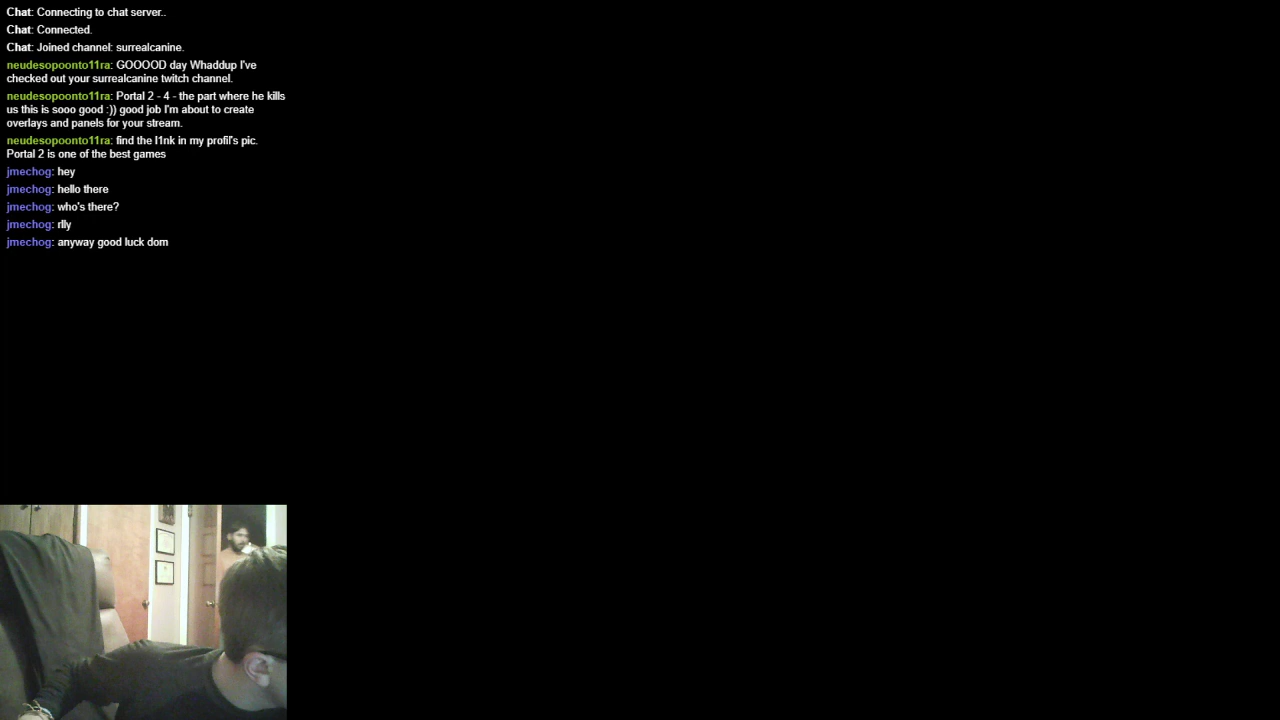 Chat: Connecting to chat server..
Chat: Connected.
Chat: Joined channel: surrealcanine.
neudesopoonto11ra: GOOOOD day Whaddup I've
checked out your surrealcanine twitch channel.
neudesopoonto11ra: Portal 2 - 4 - the part where he kills
us this is sooo good :)) good job I'm about to create
overlays and panels for your stream.
neudesopoonto11ra: find the l1nk in my profil's pic.
Portal 2 is one of the best games
jmechog: hey
jmechog: hello there
jmechog: who's there?
jmechog: rlly
jmechog: anyway good luck dom